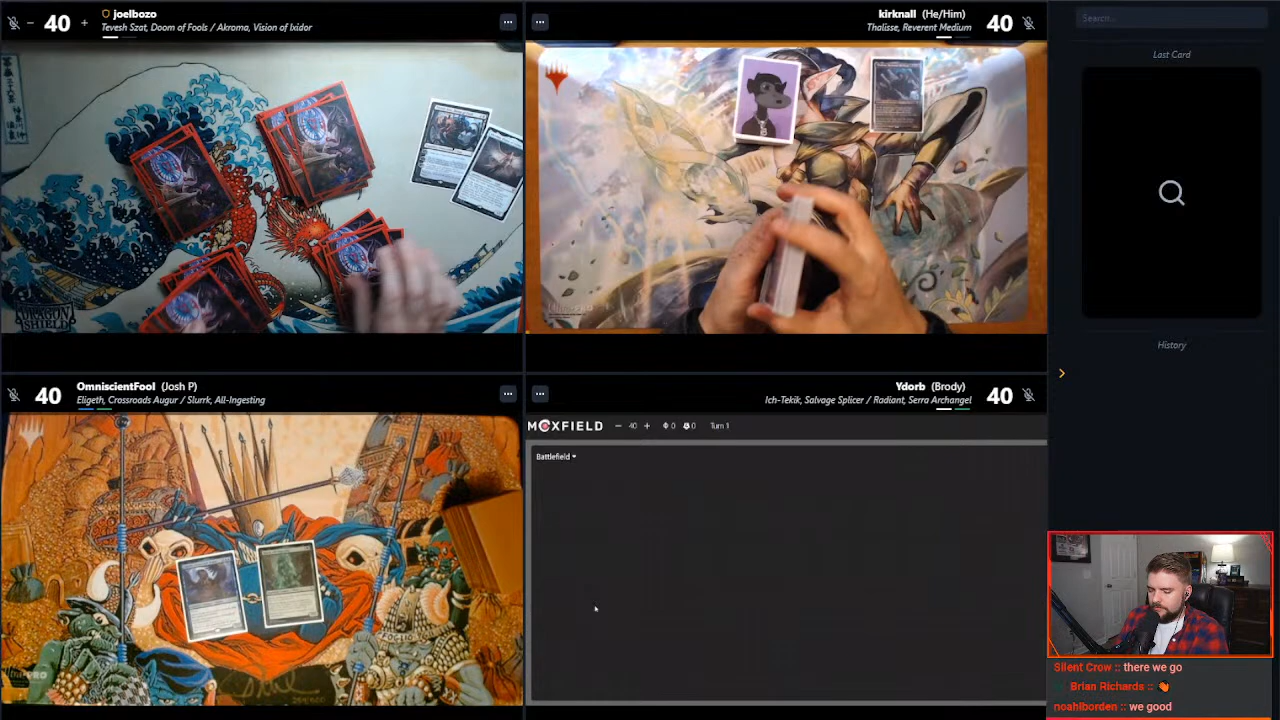 40
joelbozo
Tevesh Szat, Doom of Fools / Akroma, Vision of Ixidor
kirknall (He/Him)
Thalisse, Reverent Medium
40
Search...
Last Card
History
DRAGON
SHIELD
40
OmniscientFool (Josh P)
Eligeth, Crossroads Augur / Slurrk, All-Ingesting
Ydorb (Brody)
Ich-Tekik, Salvage Splicer / Radiant, Serra Archangel
40
MOXFIELD
40
0
0
Turn 1
Battlefield
Silent Crow :: there we go
Brian Richards :: 👏
noahlborden :: we good